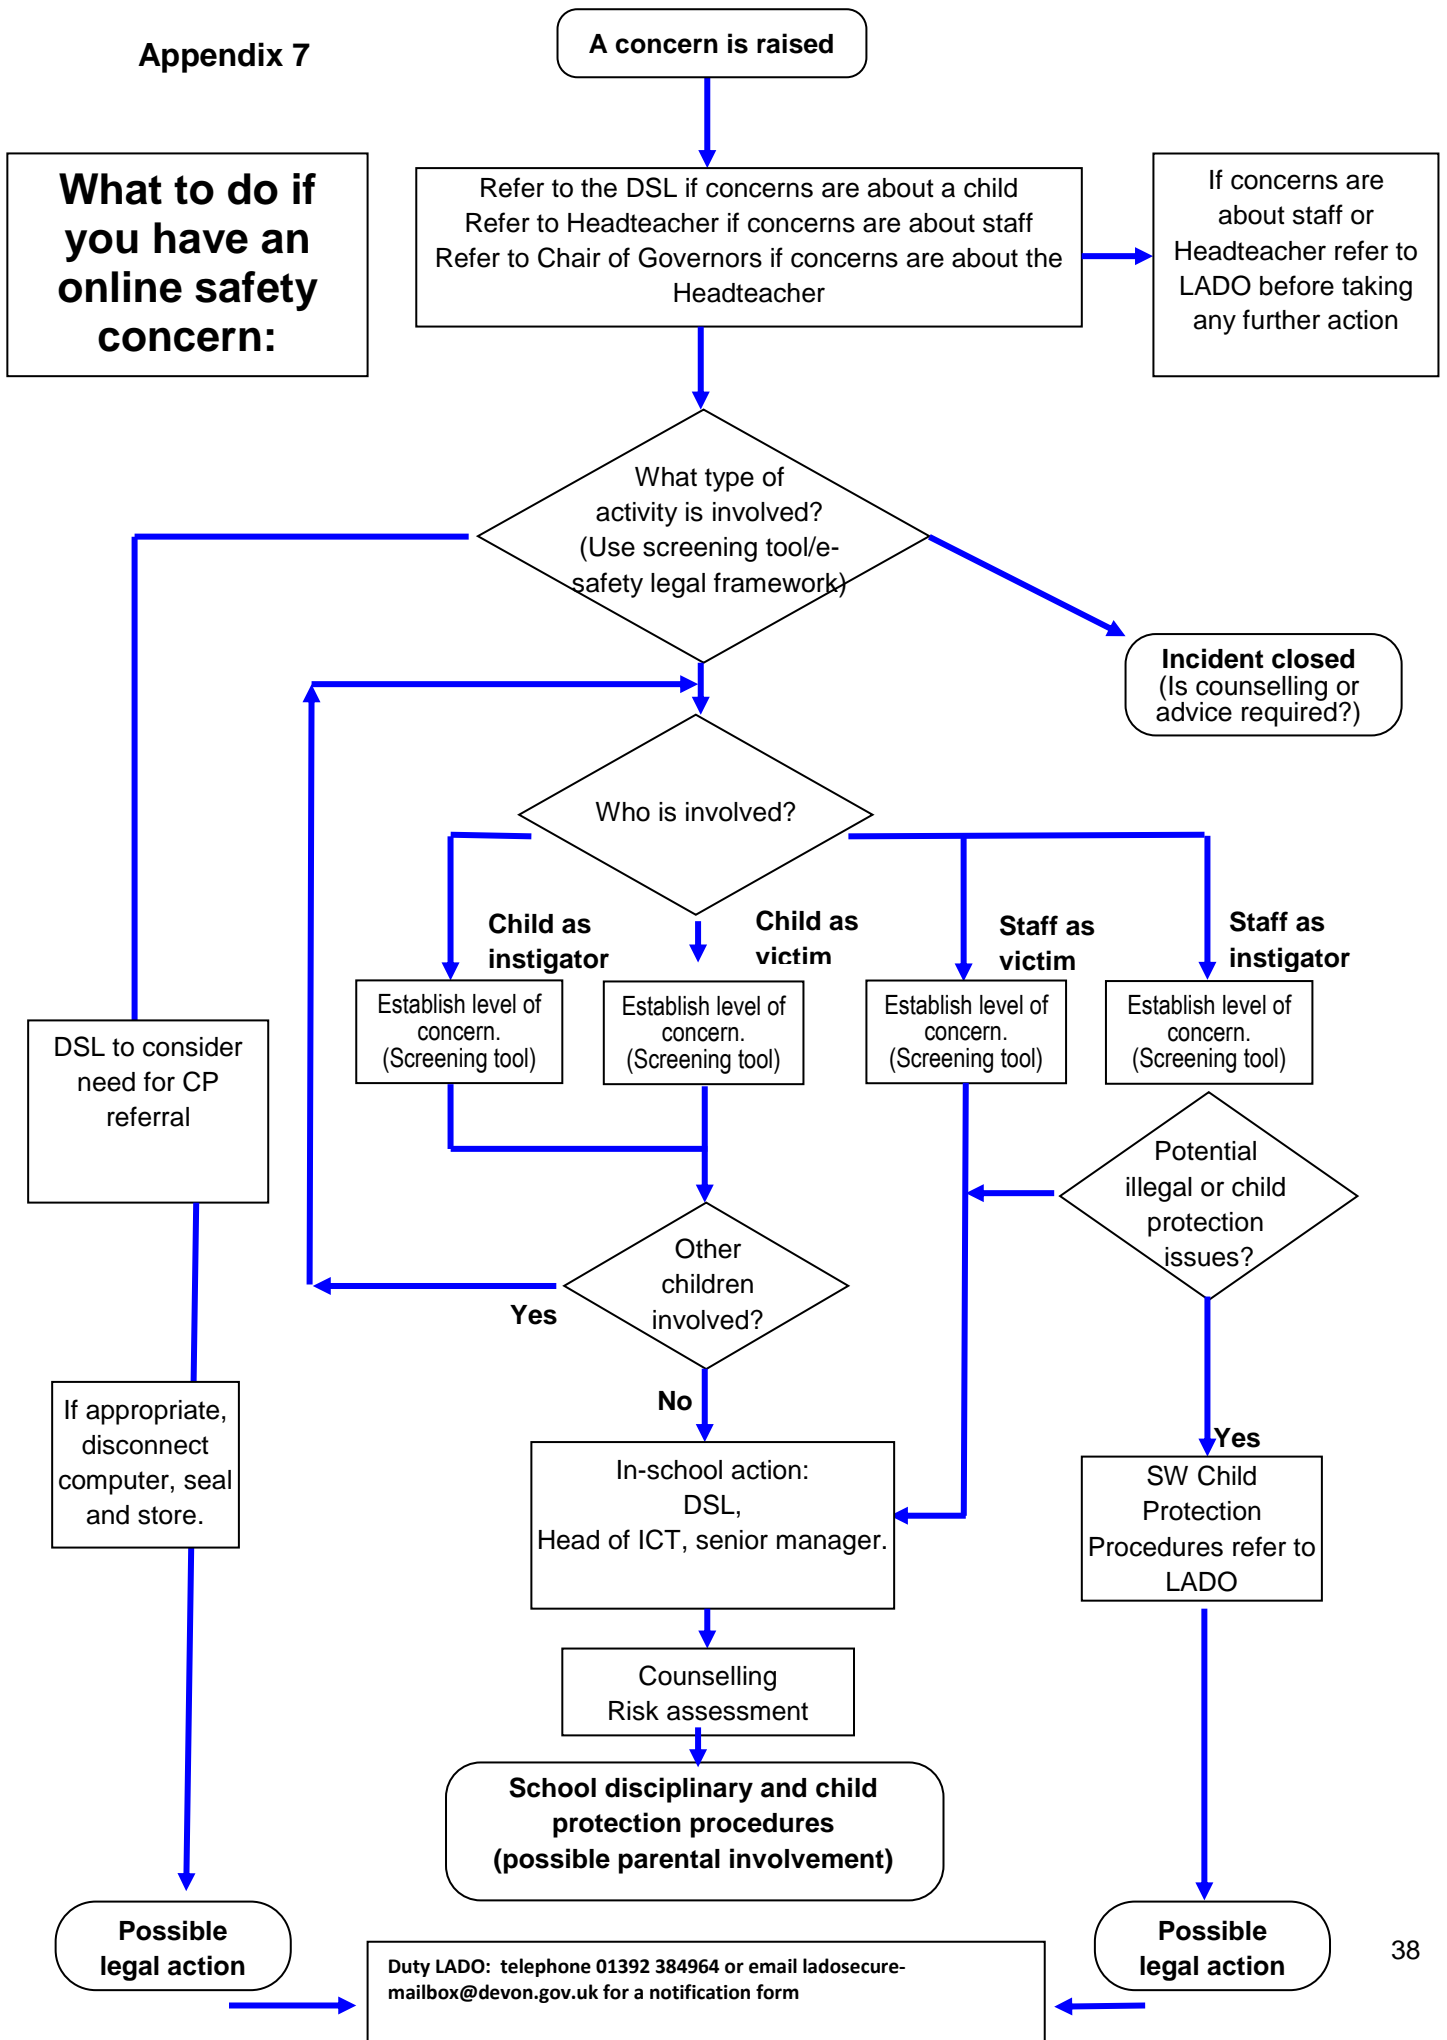 Appendix 7
A concern is raised
What to do if
you have an
online safety
concern:
Refer to the DSL if concerns are about a child
Refer to Headteacher if concerns are about staff
Refer to Chair of Governors if concerns are about the
Headteacher
If concerns are
about staff or
Headteacher refer to
LADO before taking
any further action
What type of
activity is involved?
(Use screening tool/e-
safety legal framework)
Incident closed
(Is counselling or
advice required?)
Who is involved?
Child as
instigator
Child as
victim
Staff as
victim
Staff as
instigator
Establish level of
concern.
(Screening tool)
Establish level of
concern.
(Screening tool)
Establish level of
concern.
(Screening tool)
Establish level of
concern.
(Screening tool)
DSL to consider
need for CP
referral
Potential
illegal or child
protection
issues?
Other
children
involved?
Yes
No
If appropriate,
disconnect
computer, seal
and store.
In-school action:
DSL,
Head of ICT, senior manager.
Yes
SW Child
Protection
Procedures refer to
LADO
Counselling
Risk assessment
School disciplinary and child
protection procedures
(possible parental involvement)
Possible
legal action
Possible
legal action
Duty LADO:  telephone 01392 384964 or email ladosecure-
mailbox@devon.gov.uk for a notification form
38